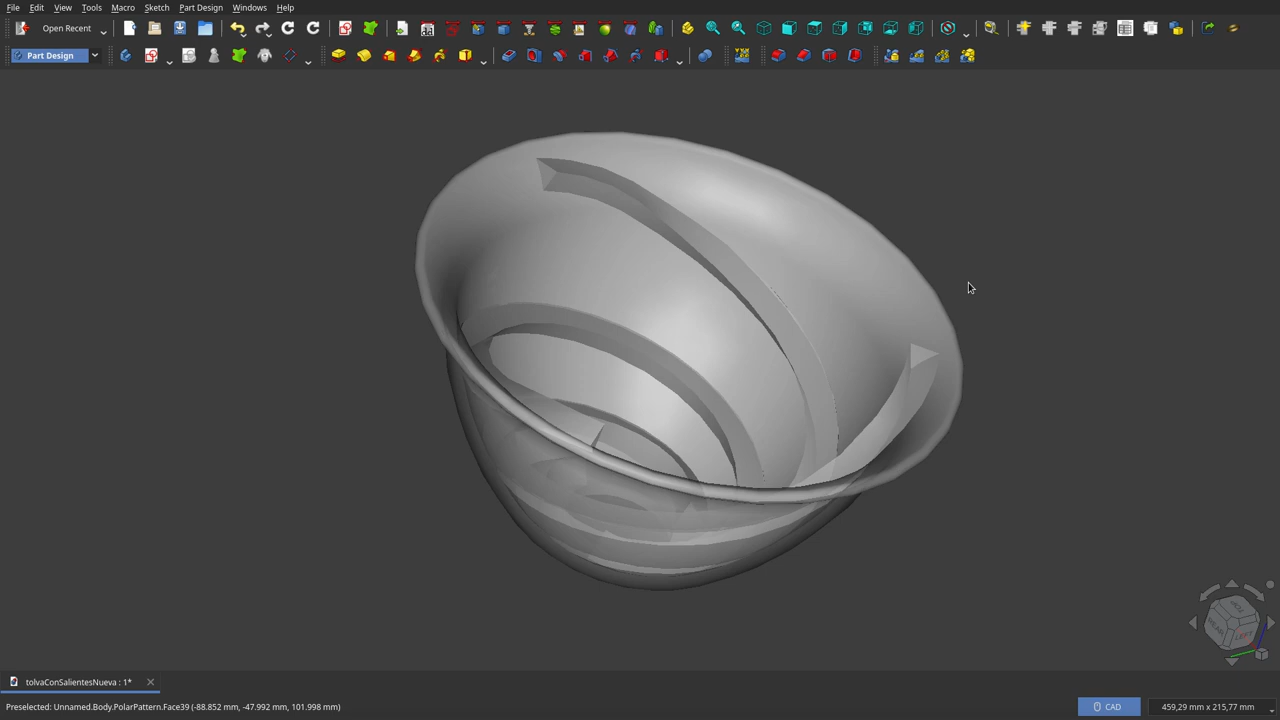 File Edit View Tools Macro Sketch Part Design Windows Help
Open Recent
Part Design
LEFT
tolvaConSalientesNueva : 1*
Preselected: Unnamed.Body.PolarPattern.Face39 (-88.852 mm, -47.992 mm, 101.998 mm) CAD 459,29 mm x 215,77 mm